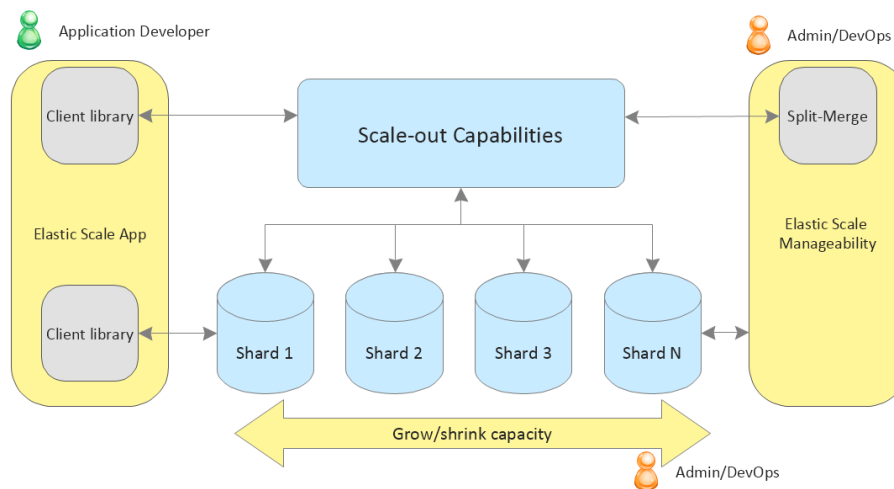 Application Developer
Admin/DevOps
Client library
Scale-out Capabilities
Split-Merge
Elastic Scale App
Elastic Scale
Manageability
Client library
Shard 1
Shard 2
Shard 3
Shard N
Grow/shrink capacity
Admin/DevOps